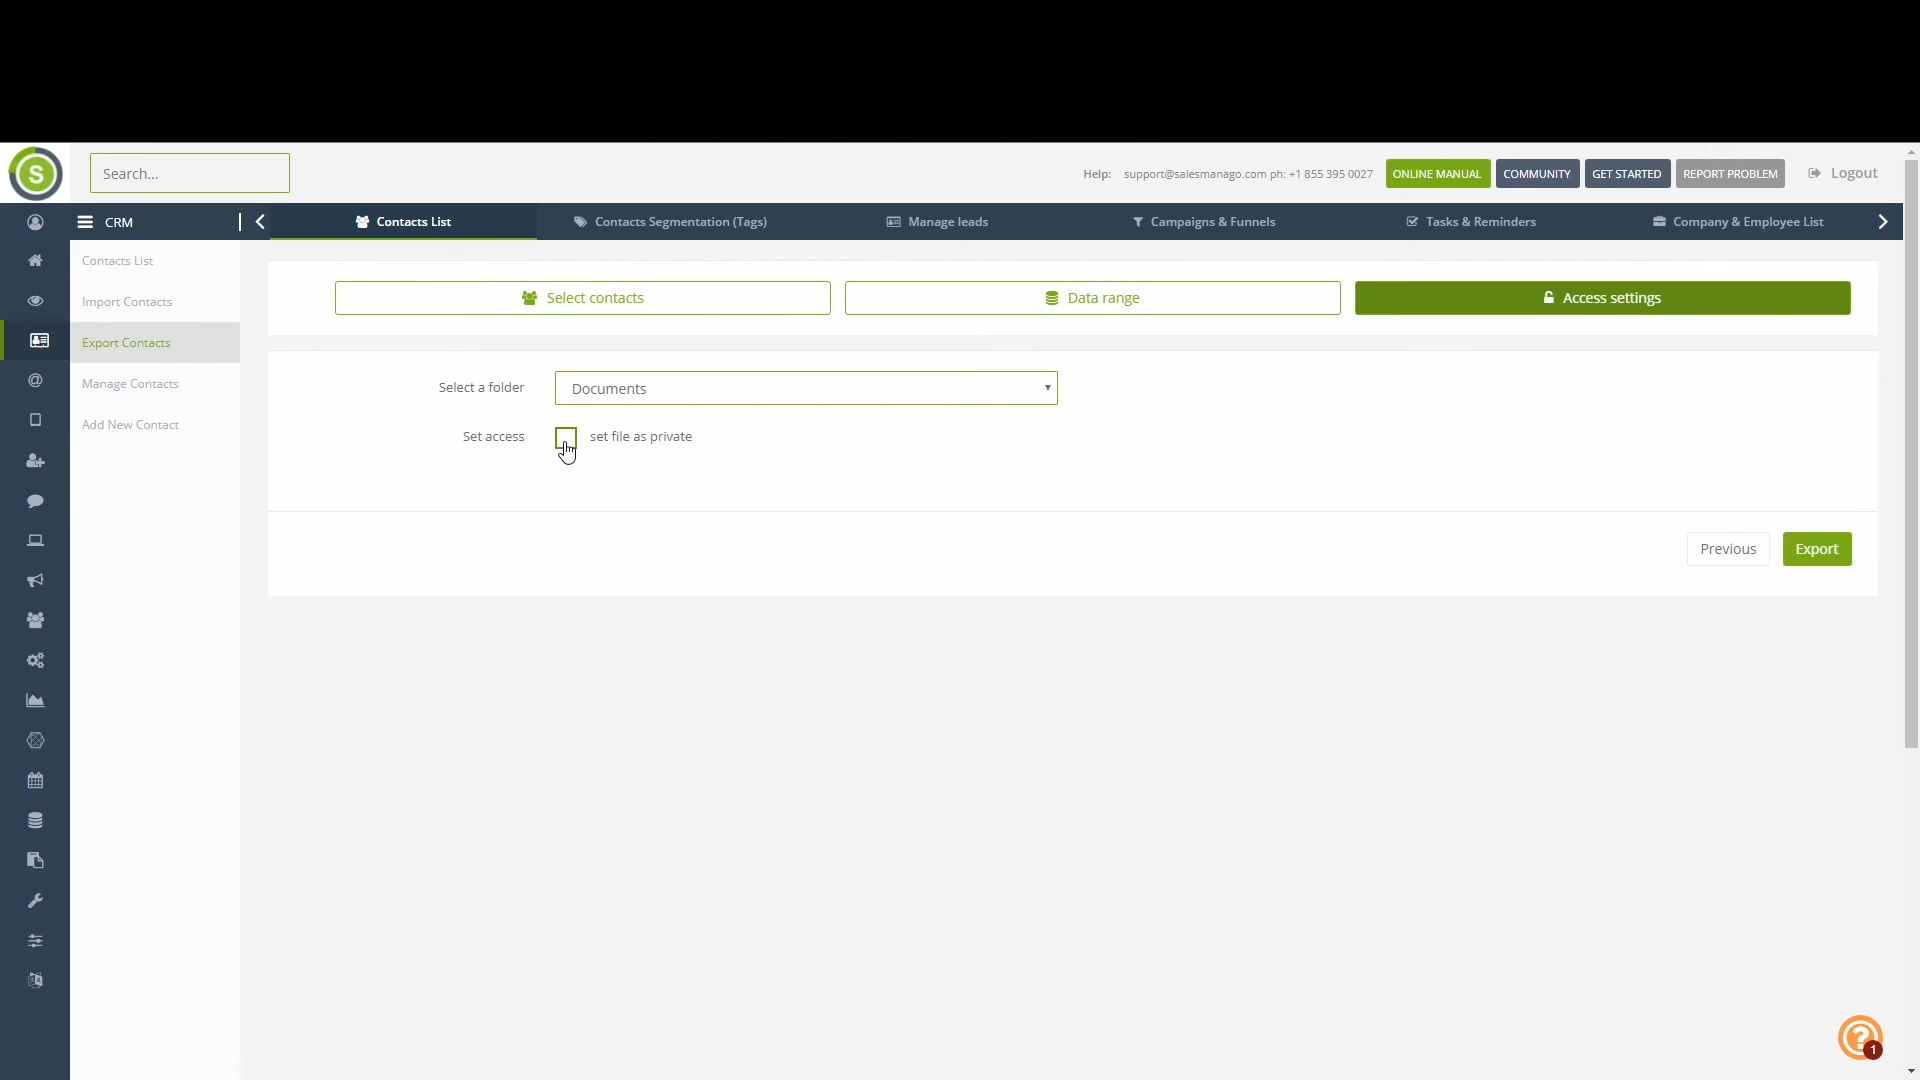 S
Search...
Help: support@salesmanago.com ph: +1 855 395 0027
ONLINE MANUAL
COMMUNITY
GET STARTED
REPORT PROBLEM
Logout
CRM
Contacts List
Contacts Segmentation (Tags)
Manage leads
Campaigns & Funnels
Tasks & Reminders
Company & Employee List
Contacts List
Import Contacts
Export Contacts
Manage Contacts
Add New Contact
Select contacts
Data range
Access settings
Select a folder
Documents
Set access
set file as private
Previous
Export
1